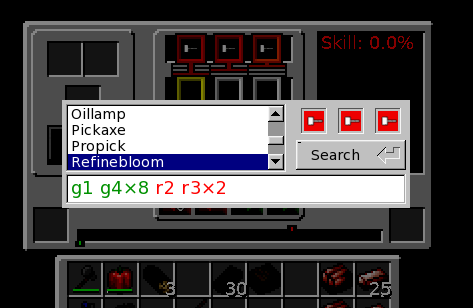 Skill: 0.0%
Oillamp
Pickaxe
Propick
Refinebloom
Search
g1 g4×8 r2 r3×2
3 30 25